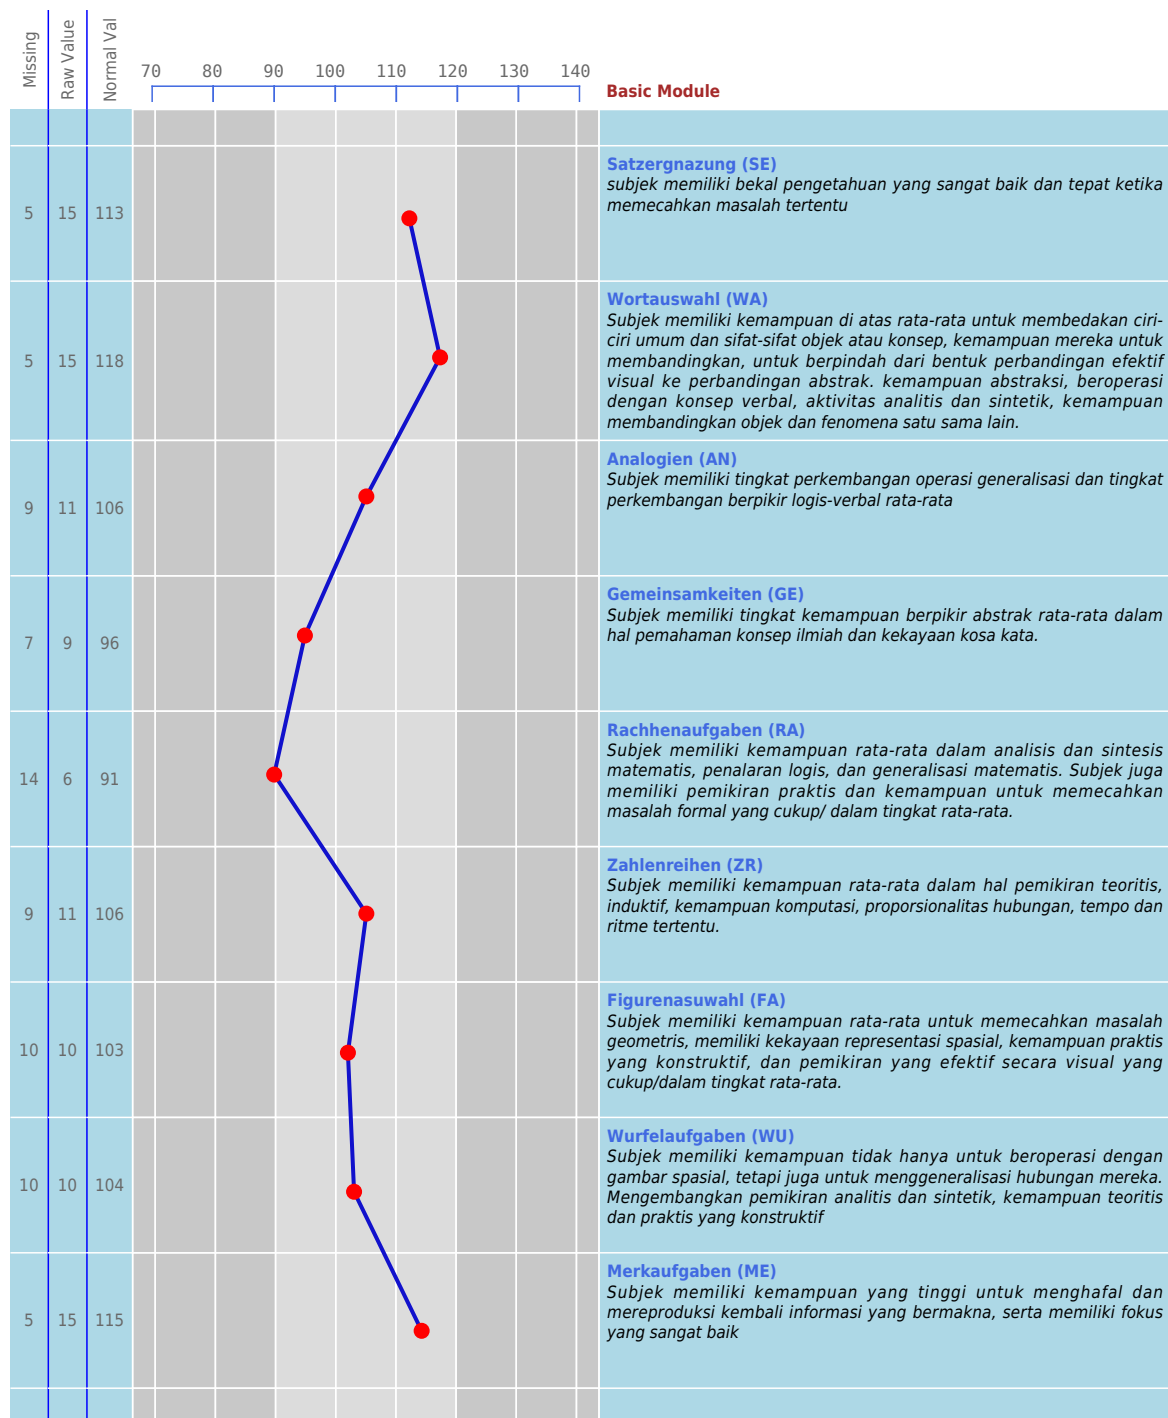 Missing
Raw Value
Normal Val
70 80 90 100 110 120 130 140
Basic Module
Satzergnazung (SE)
subjek memiliki bekal pengetahuan yang sangat baik dan tepat ketika
memecahkan masalah tertentu
5 15 113
Wortauswahl (WA)
Subjek memiliki kemampuan di atas rata-rata untuk membedakan ciri-
ciri umum dan sifat-sifat objek atau konsep, kemampuan mereka untuk
membandingkan, untuk berpindah dari bentuk perbandingan efektif
visual ke perbandingan abstrak. kemampuan abstraksi, beroperasi
dengan konsep verbal, aktivitas analitis dan sintetik, kemampuan
membandingkan objek dan fenomena satu sama lain.
5 15 118
Analogien (AN)
Subjek memiliki tingkat perkembangan operasi generalisasi dan tingkat
perkembangan berpikir logis-verbal rata-rata
9 11 106
Gemeinsamkeiten (GE)
Subjek memiliki tingkat kemampuan berpikir abstrak rata-rata dalam
hal pemahaman konsep ilmiah dan kekayaan kosa kata.
7 9 96
Rachhenaufgaben (RA)
Subjek memiliki kemampuan rata-rata dalam analisis dan sintesis
matematis, penalaran logis, dan generalisasi matematis. Subjek juga
memiliki pemikiran praktis dan kemampuan untuk memecahkan
masalah formal yang cukup/ dalam tingkat rata-rata.
14 6 91
Zahlenreihen (ZR)
Subjek memiliki kemampuan rata-rata dalam hal pemikiran teoritis,
induktif, kemampuan komputasi, proporsionalitas hubungan, tempo dan
ritme tertentu.
9 11 106
Figurenasuwahl (FA)
Subjek memiliki kemampuan rata-rata untuk memecahkan masalah
geometris, memiliki kekayaan representasi spasial, kemampuan praktis
yang konstruktif, dan pemikiran yang efektif secara visual yang
cukup/dalam tingkat rata-rata.
10 10 103
Wurfelaufgaben (WU)
Subjek memiliki kemampuan tidak hanya untuk beroperasi dengan
gambar spasial, tetapi juga untuk menggeneralisasi hubungan mereka.
Mengembangkan pemikiran analitis dan sintetik, kemampuan teoritis
dan praktis yang konstruktif
10 10 104
Merkaufgaben (ME)
Subjek memiliki kemampuan yang tinggi untuk menghafal dan
mereproduksi kembali informasi yang bermakna, serta memiliki fokus
yang sangat baik
5 15 115